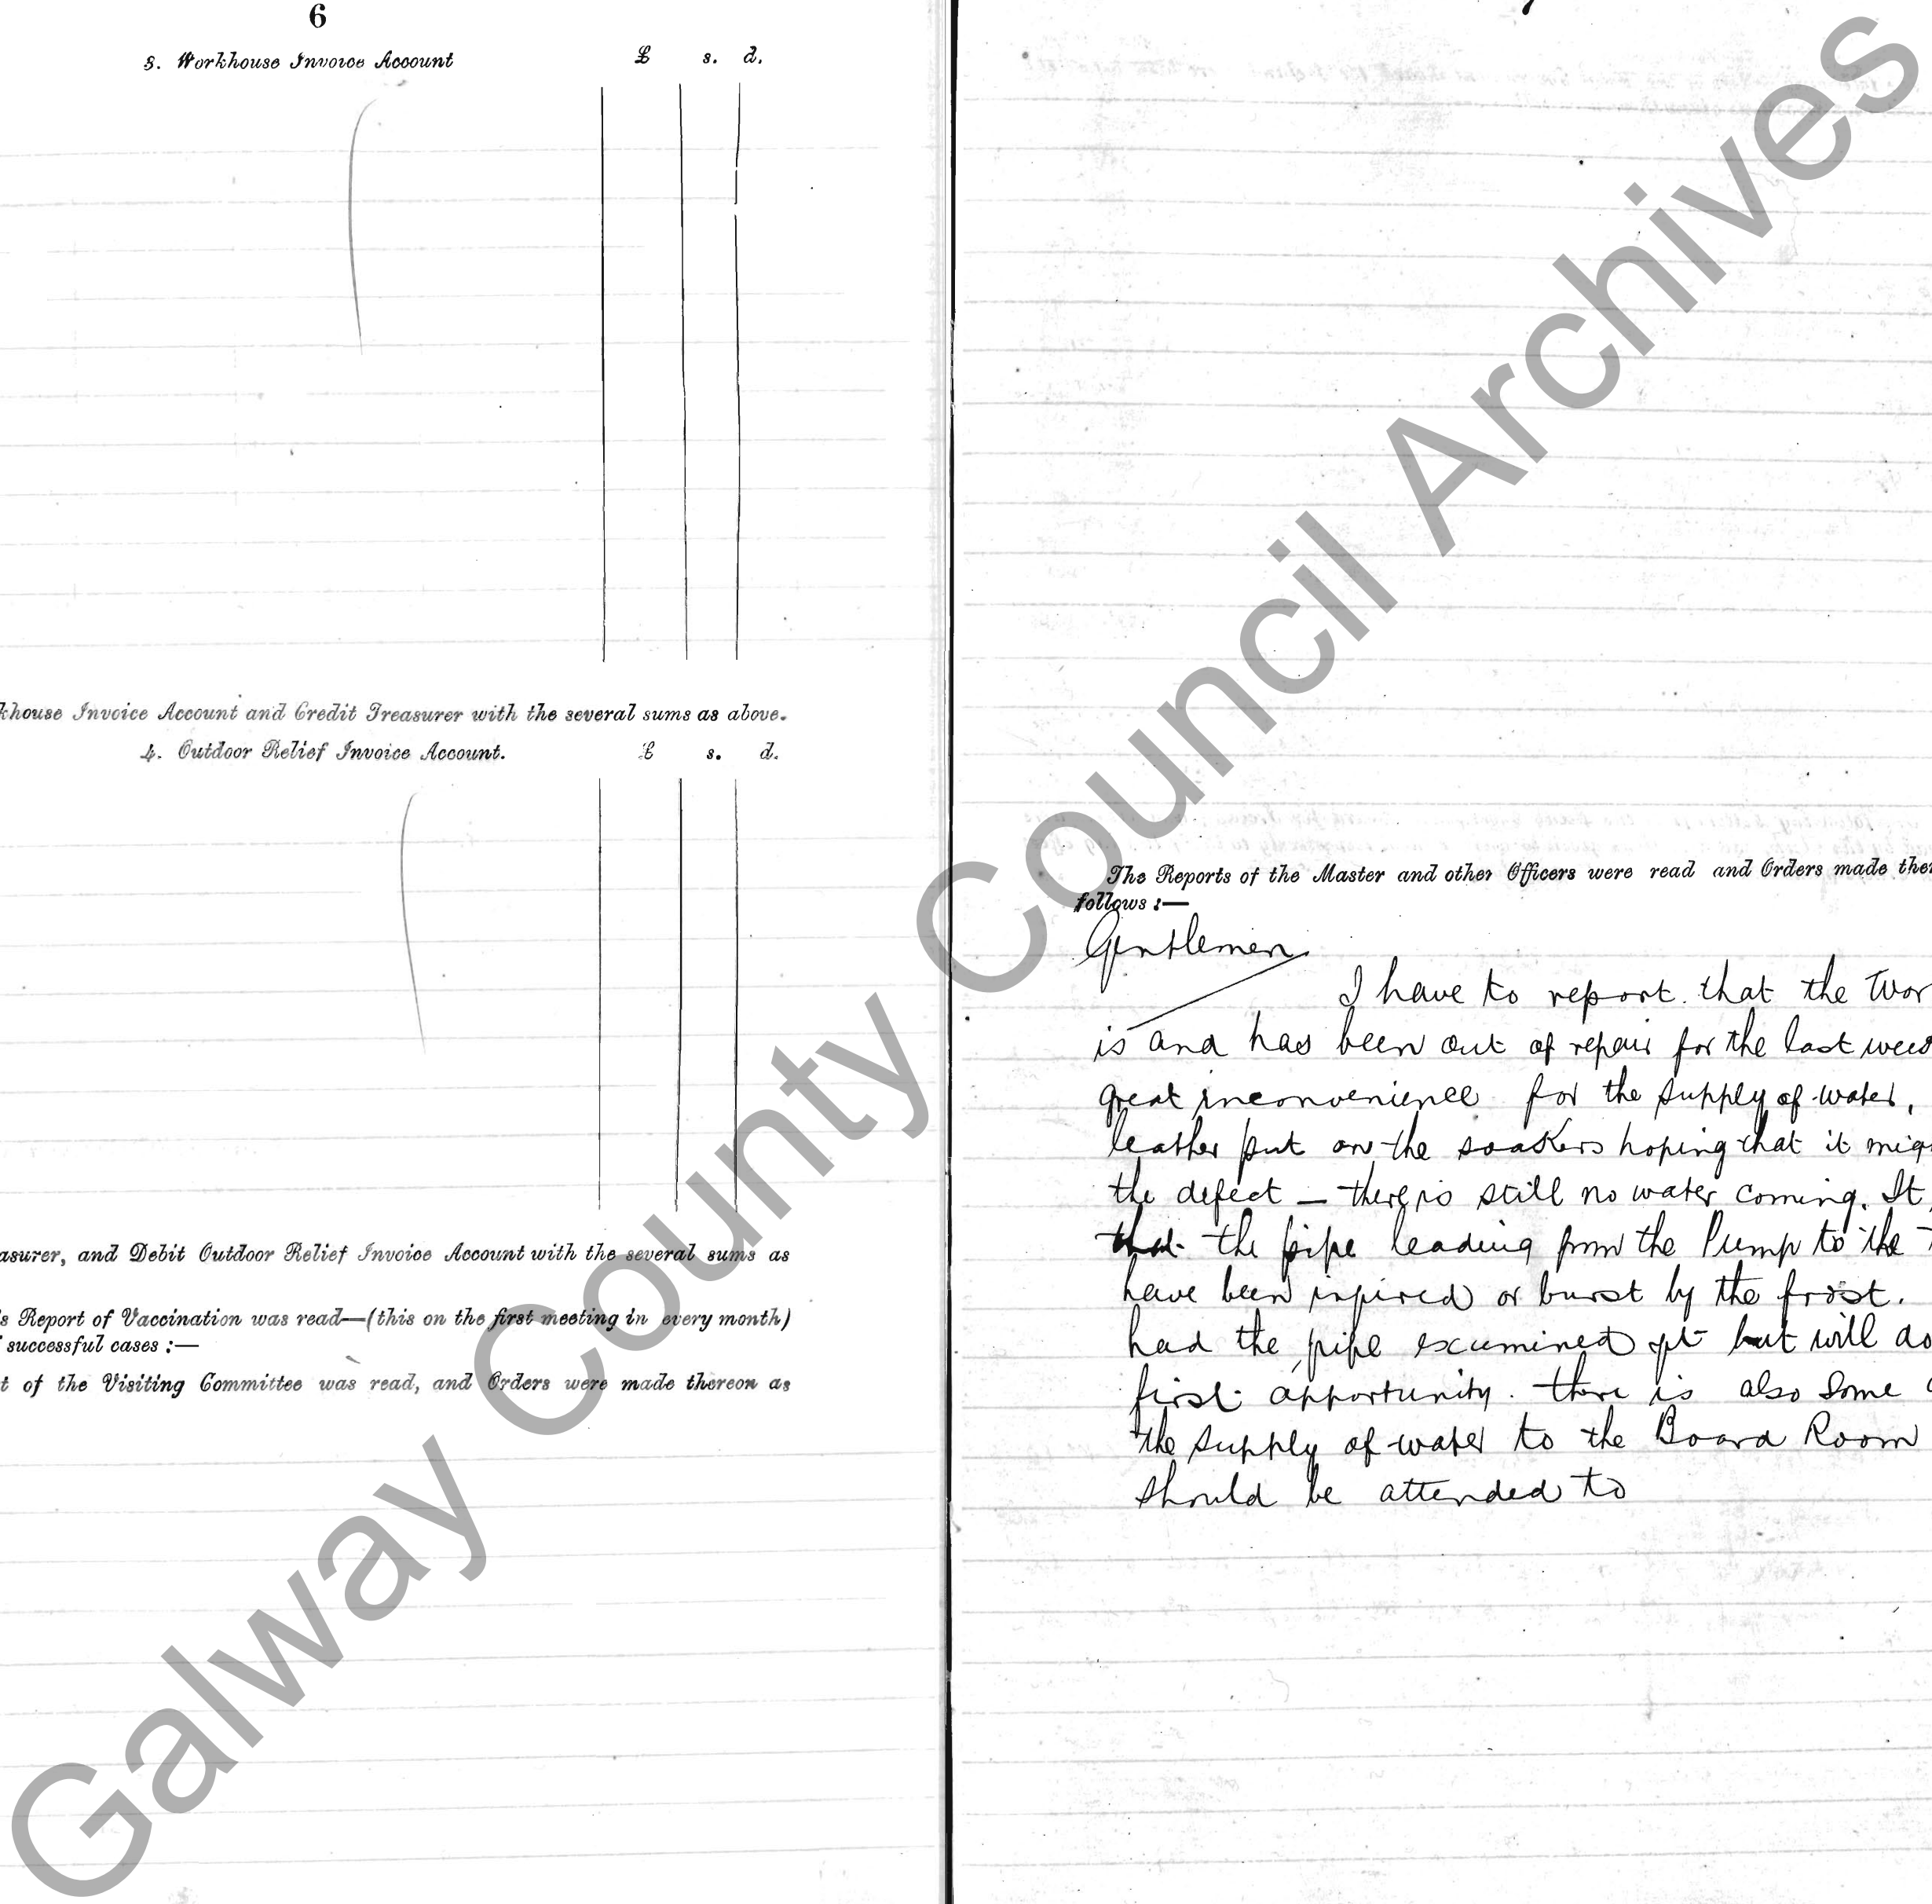 6
3. Workhouse Invoice Account £ s. d.
khouse Invoice Account and Credit Treasurer with the several sums as above.
4. Outdoor Relief Invoice Account. £ s. d.
asurer, and Debit Outdoor Relief Invoice Account with the several sums as
s Report of Vaccination was read—(this on the first meeting in every month)
successful cases :—
t of the Visiting Committee was read, and Orders were made thereon as
The Reports of the Master and other Officers were read and Orders made ther
follows :—
Gentlemen
I have to report that the Wor
is and has been out of repair for the last wee
great inconvenience for the supply of water,
leather put on the soakers hoping that it mig
the defect — there is still no water coming. It
that the pipe leading from the Pump to the
have been injured or burst by the frost.
had the pipe examined yet but will do
first opportunity. there is also some
the supply of water to the Board Room
should be attended to
Galway County Council Archives